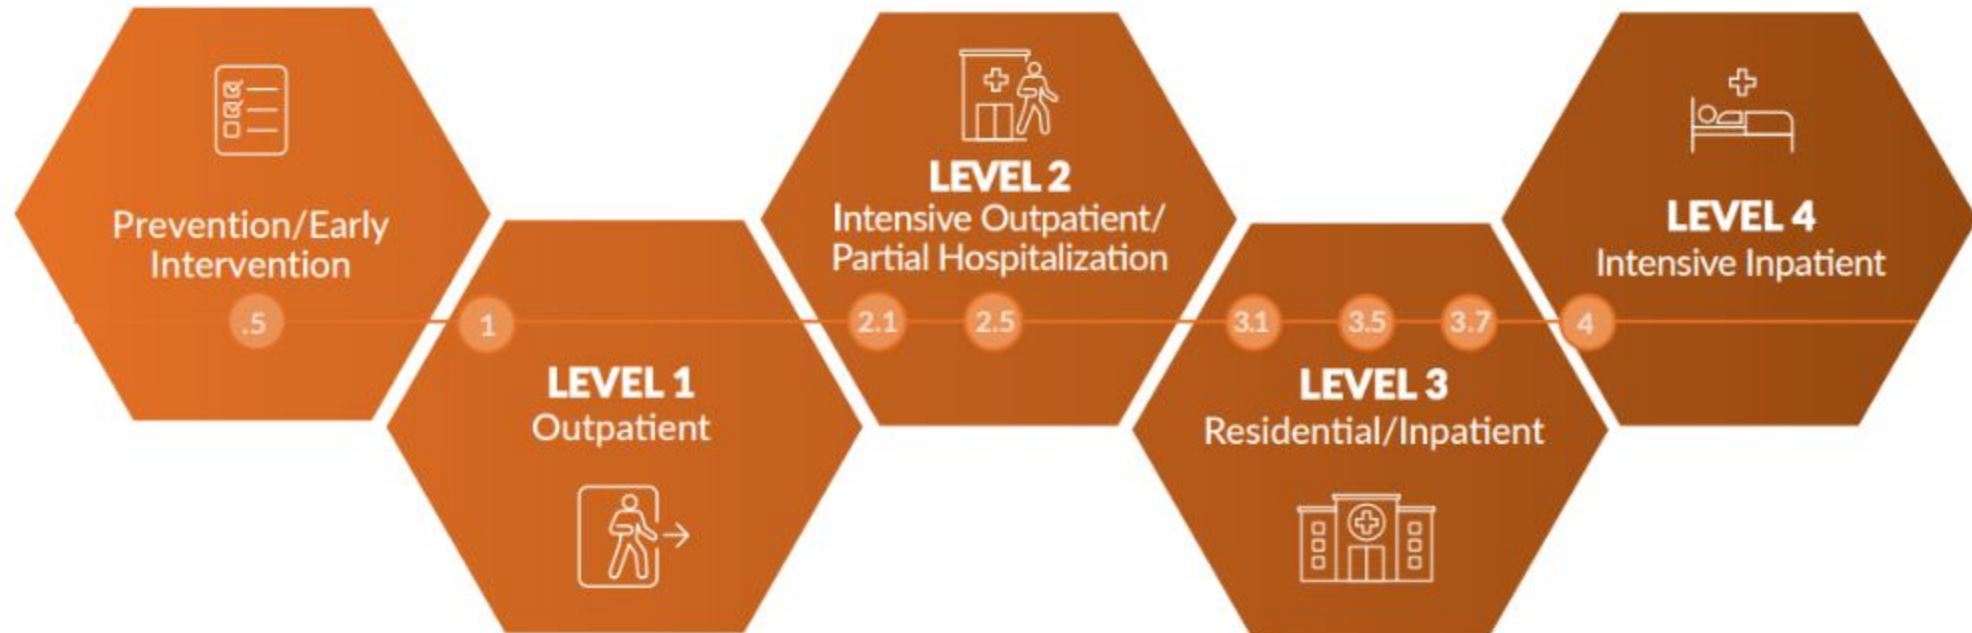 Prevention/Early
Intervention
.5
1
LEVEL 1
Outpatient
LEVEL 2
Intensive Outpatient/
Partial Hospitalization
2.1
2.5
3.1
3.5
3.7
LEVEL 3
Residential/Inpatient
LEVEL 4
Intensive Inpatient
4